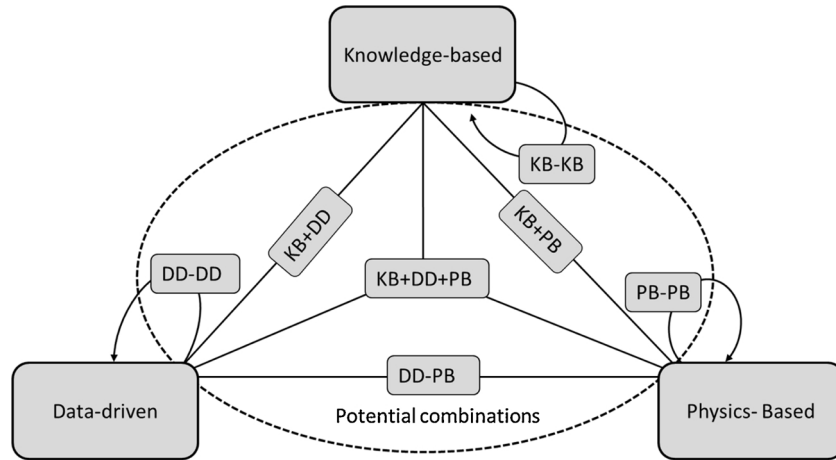 Knowledge-based
KB-KB
KB+DD
KB+PB
DD-DD
KB+DD+PB
PB-PB
DD-PB
Data-driven
Potential combinations
Physics- Based